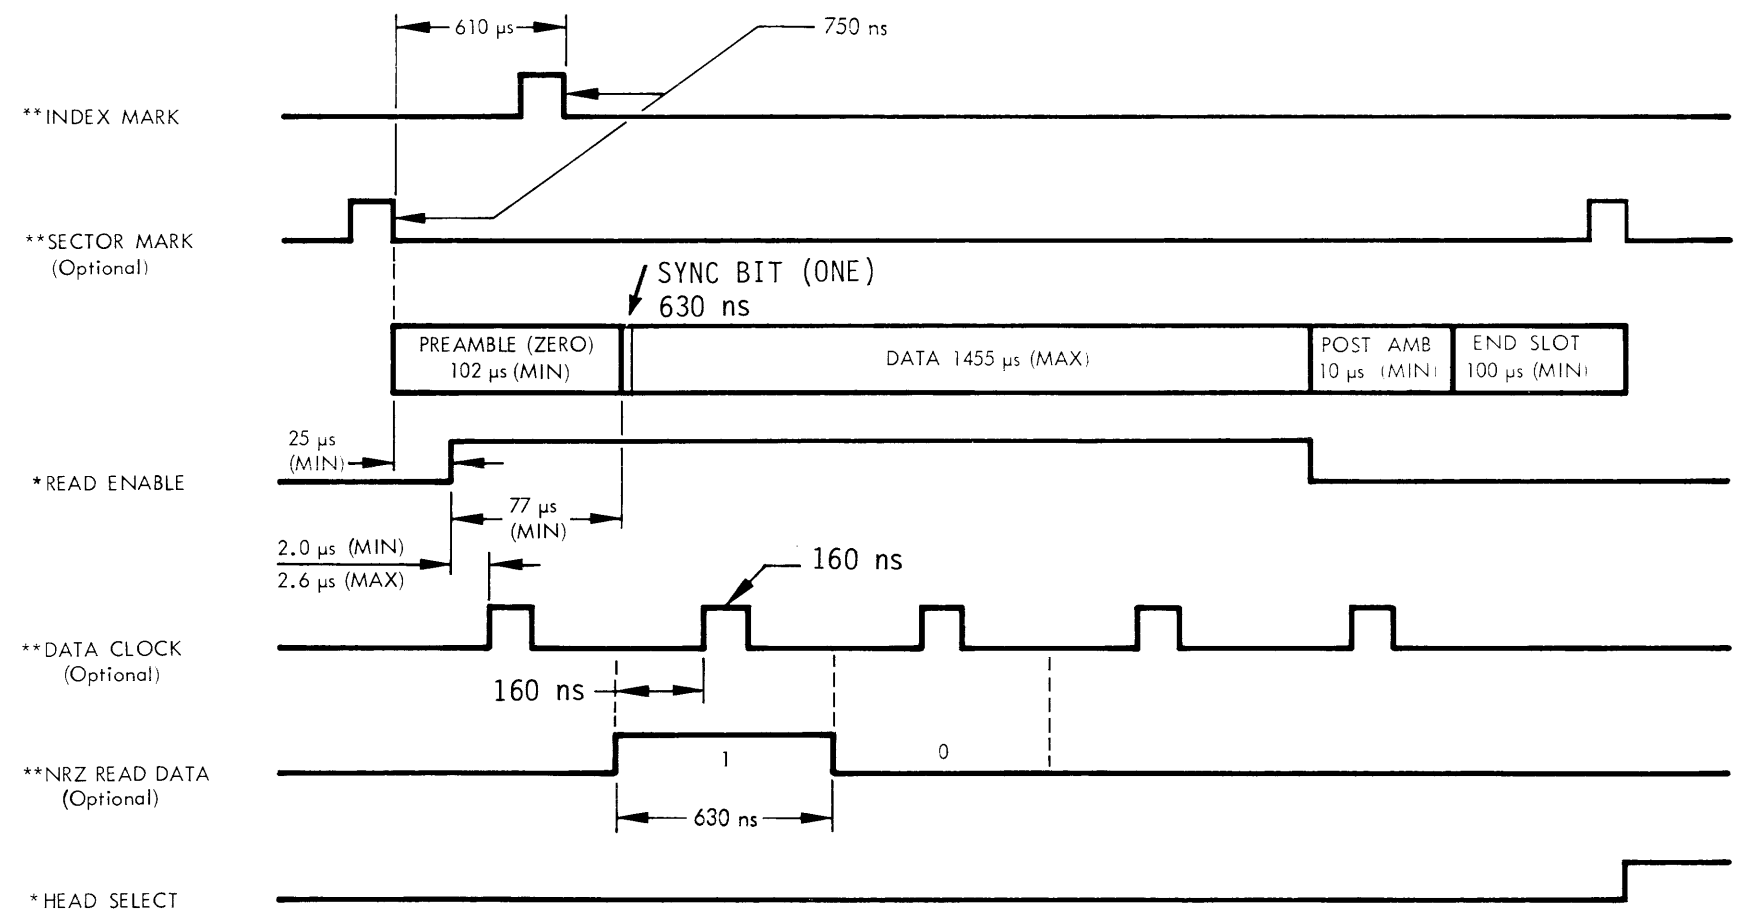 610 µs
750 ns
**INDEX MARK
**SECTOR MARK
(Optional)
SYNC BIT (ONE)
630 ns
PREAMBLE (ZERO)
102 µs (MIN)
DATA 1455 µs (MAX)
POST AMB
10 µs (MIN)
END SLOT
100 µs (MIN)
25 µs
(MIN)
*READ ENABLE
77 µs
(MIN)
2.0 µs (MIN)
2.6 µs (MAX)
160 ns
**DATA CLOCK
(Optional)
160 ns
1
0
**NRZ READ DATA
(Optional)
630 ns
*HEAD SELECT